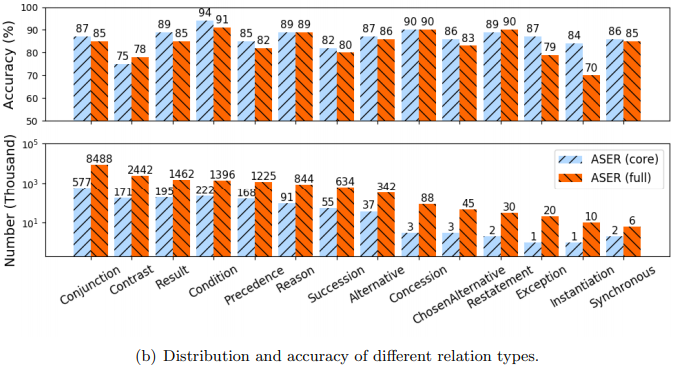 100
90
80
70
60
50
Accuracy (%)
87 85 75 78 89 85 94 91 85 82 89 89 82 80 87 86 90 90 86 83 89 90 87 79 84 70 86 85
10^5
10^3
10^1
Number (Thousand)
ASER (core)
ASER (full)
577 8488 171 2442 195 1462 222 1396 168 1225 91 844 55 634 37 342 3 88 3 45 2 30 1 20 1 10 2 6
Conjunction
Contrast
Result
Condition
Precedence
Reason
Succession
Alternative
Concession
ChosenAlternative
Restatement
Exception
Instantiation
Synchronous
(b) Distribution and accuracy of different relation types.